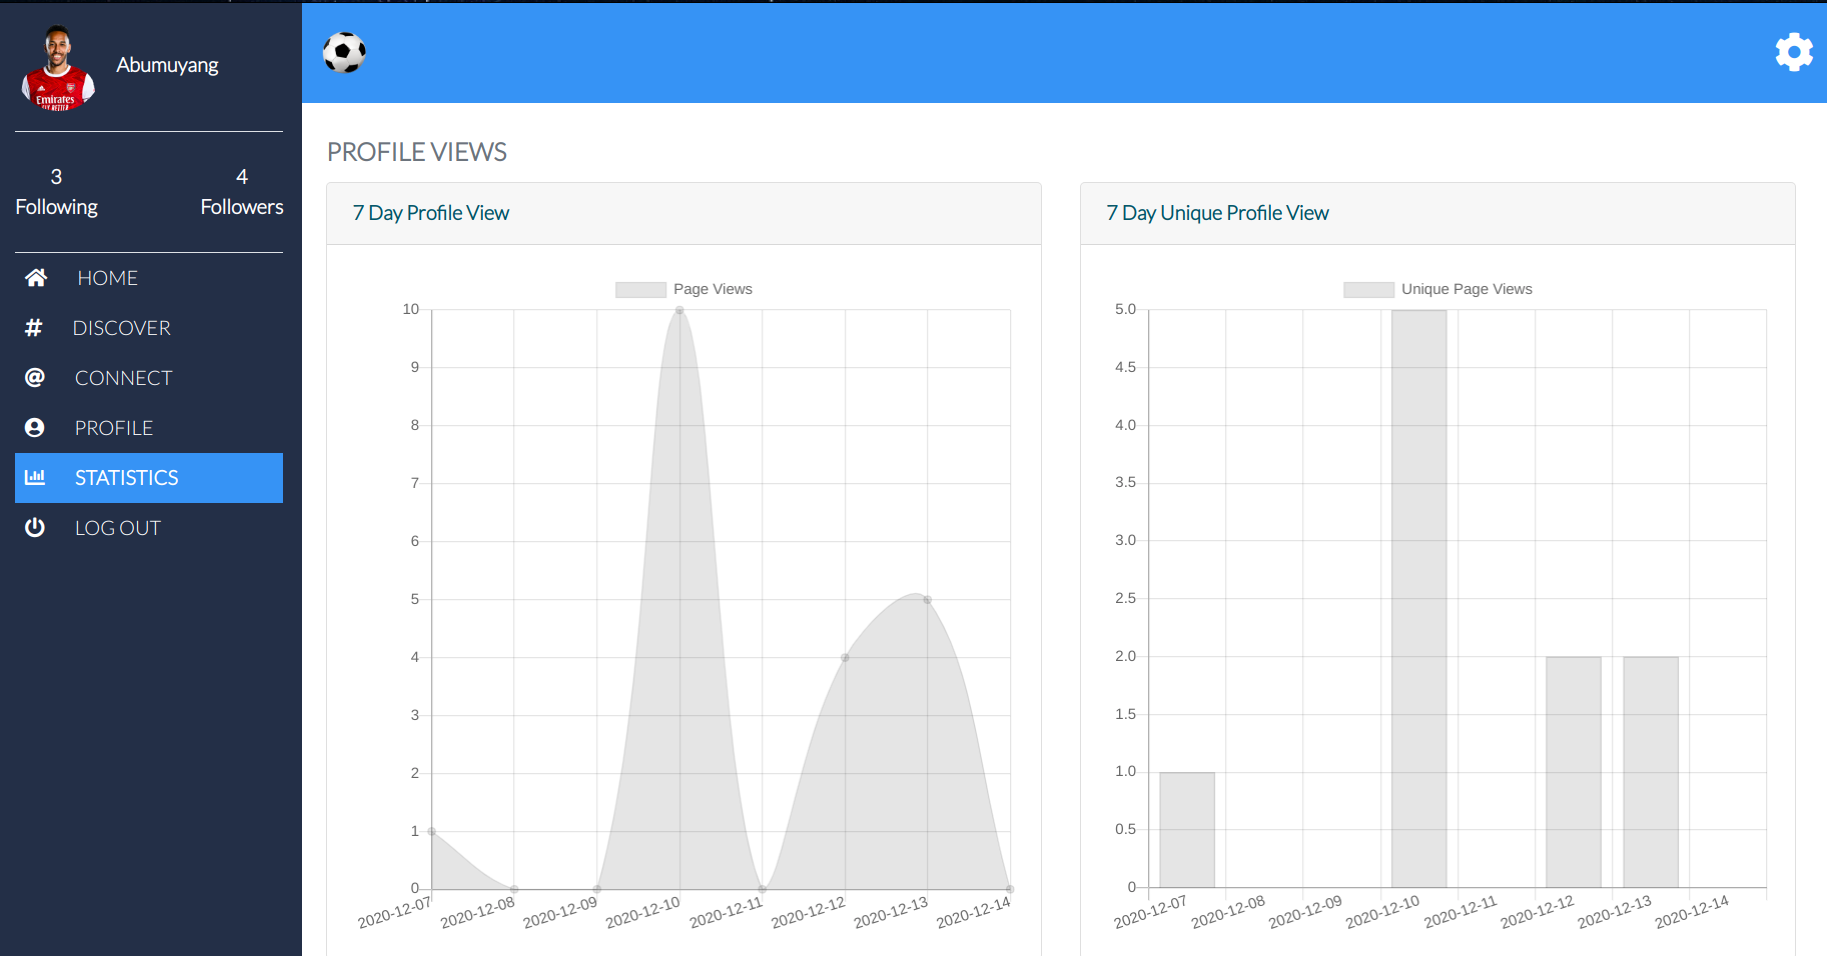 Abumuyang
Emirates
FLY BETTER
3 4
Following Followers
HOME
DISCOVER
CONNECT
PROFILE
STATISTICS
LOG OUT
PROFILE VIEWS
7 Day Profile View
Page Views
10
9
8
7
6
5
4
3
2
1
0
2020-12-07 2020-12-08 2020-12-09 2020-12-10 2020-12-11 2020-12-12 2020-12-13 2020-12-14
7 Day Unique Profile View
Unique Page Views
5.0
4.5
4.0
3.5
3.0
2.5
2.0
1.5
1.0
0.5
0
2020-12-07 2020-12-08 2020-12-09 2020-12-10 2020-12-11 2020-12-12 2020-12-13 2020-12-14